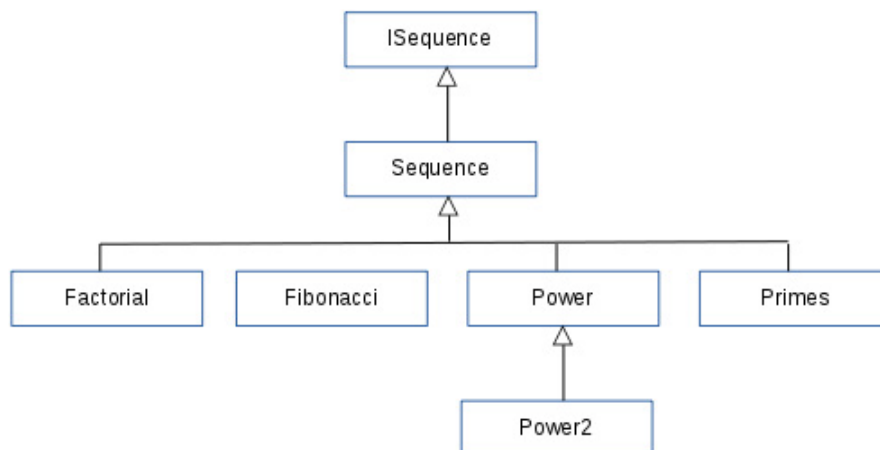 ISequence
Sequence
Factorial
Fibonacci
Power
Primes
Power2